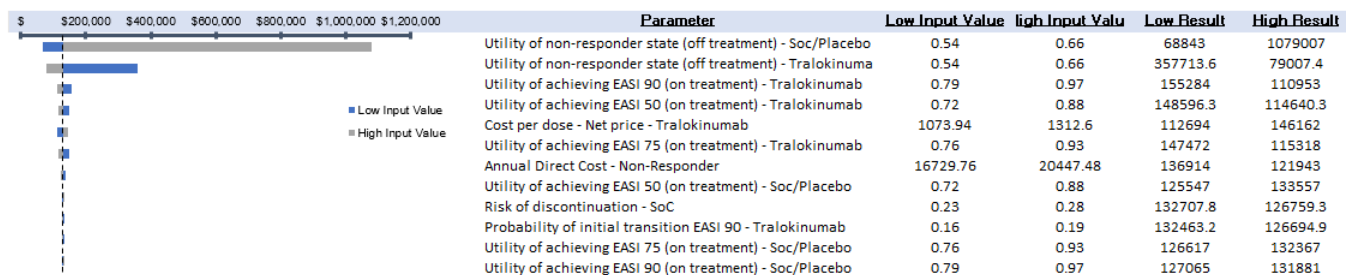 $ $200,000 $400,000 $600,000 $800,000 $1,000,000 $1,200,000
Low Input Value
High Input Value
Parameter Low Input Value ligh Input Valu Low Result High Result
Utility of non-responder state (off treatment) - Soc/Placebo 0.54 0.66 68843 1079007
Utility of non-responder state (off treatment) - Tralokinuma 0.54 0.66 357713.6 79007.4
Utility of achieving EASI 90 (on treatment) - Tralokinumab 0.79 0.97 155284 110953
Utility of achieving EASI 50 (on treatment) - Tralokinumab 0.72 0.88 148596.3 114640.3
Cost per dose - Net price - Tralokinumab 1073.94 1312.6 112694 146162
Utility of achieving EASI 75 (on treatment) - Tralokinumab 0.76 0.93 147472 115318
Annual Direct Cost - Non-Responder 16729.76 20447.48 136914 121943
Utility of achieving EASI 50 (on treatment) - Soc/Placebo 0.72 0.88 125547 133557
Risk of discontinuation - SoC 0.23 0.28 132707.8 126759.3
Probability of initial transition EASI 90 - Tralokinumab 0.16 0.19 132463.2 126694.9
Utility of achieving EASI 75 (on treatment) - Soc/Placebo 0.76 0.93 126617 132367
Utility of achieving EASI 90 (on treatment) - Soc/Placebo 0.79 0.97 127065 131881